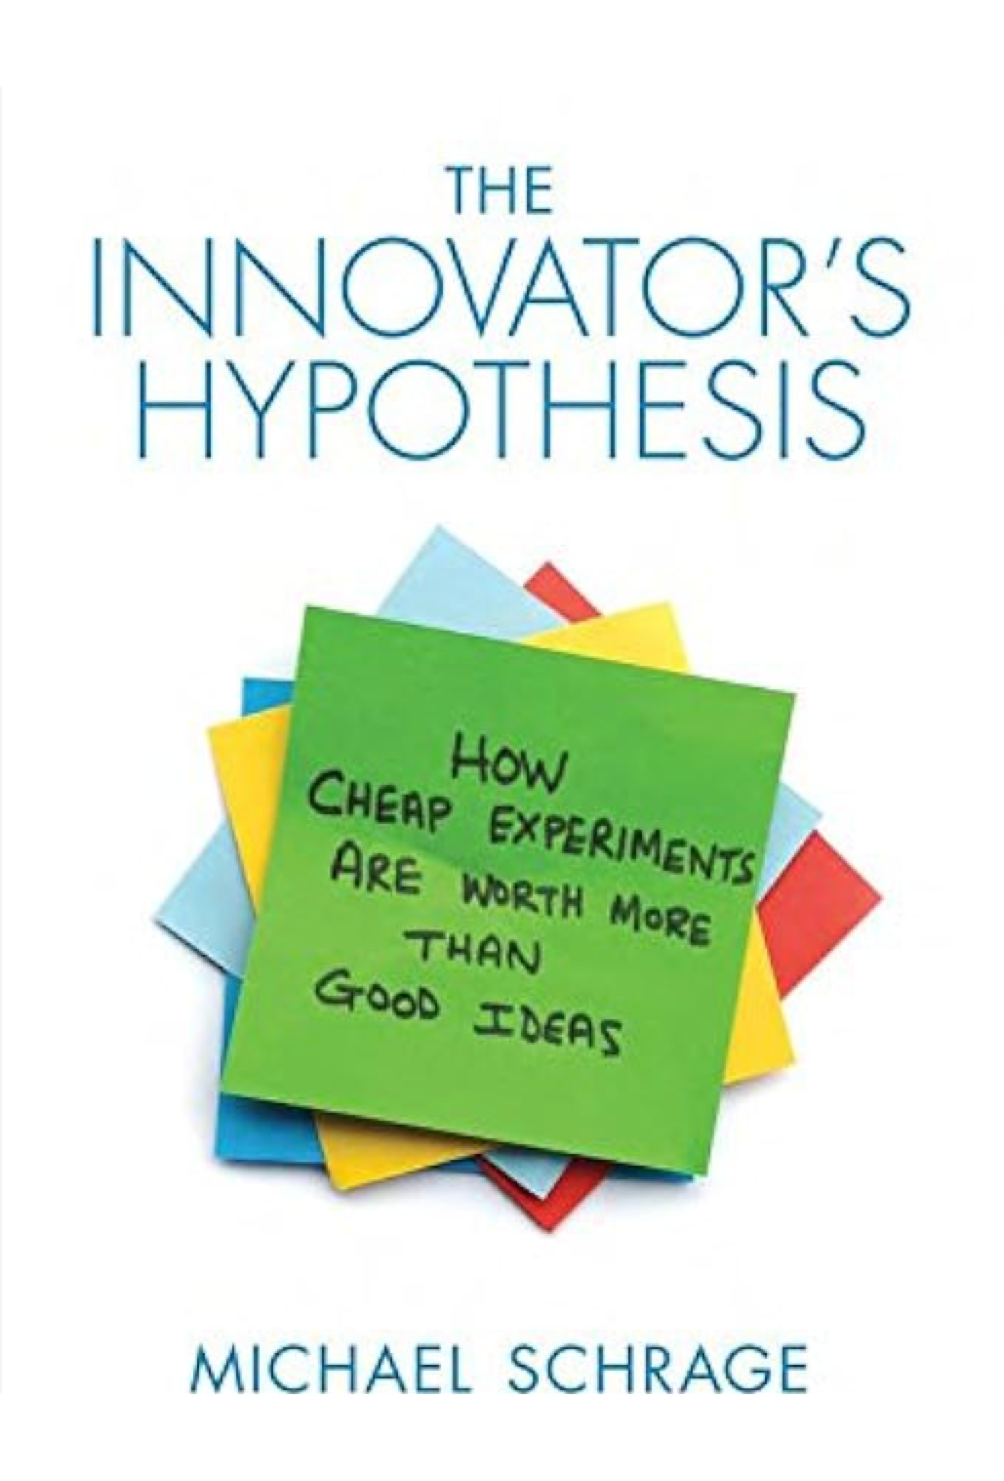 THE
INNOVATOR'S
HYPOTHESIS
HOW
CHEAP EXPERIMENTS
ARE WORTH MORE
THAN
GOOD IDEAS
MICHAEL SCHRAGE